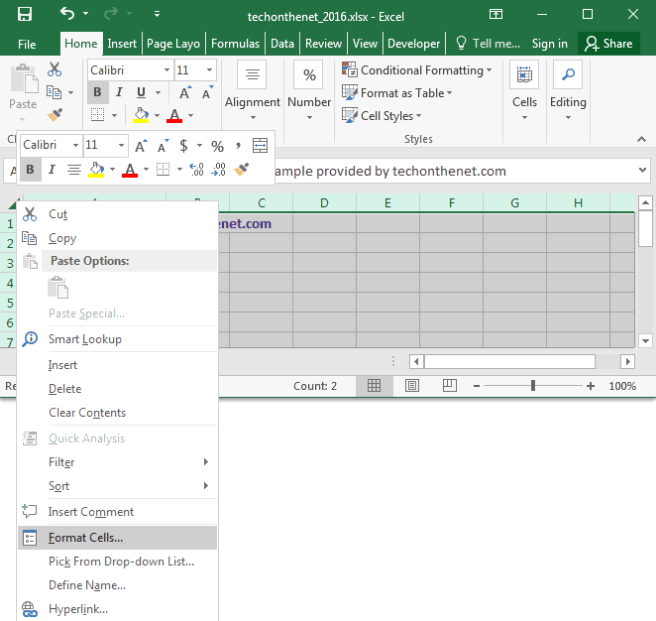 techonthenet_2016.xlsx - Excel
File Home Insert Page Layo Formulas Data Review View Developer Tell me... Sign in Share
Paste
Calibri 11
B I U A A
A
Alignment
%
Number
Conditional Formatting
Format as Table
Cell Styles
Styles
Cells
Editing
Calibri 11 A A $ % ,
B I A .00 .00
ample provided by techonthenet.com
C D E F G H
1 enet.com
2
3
4
5
6
7
Cut
Copy
Paste Options:
Paste Special...
Smart Lookup
Insert
Delete
Clear Contents
Quick Analysis
Filter
Sort
Insert Comment
Format Cells...
Pick From Drop-down List...
Define Name...
Hyperlink...
Re Count: 2 - + 100%